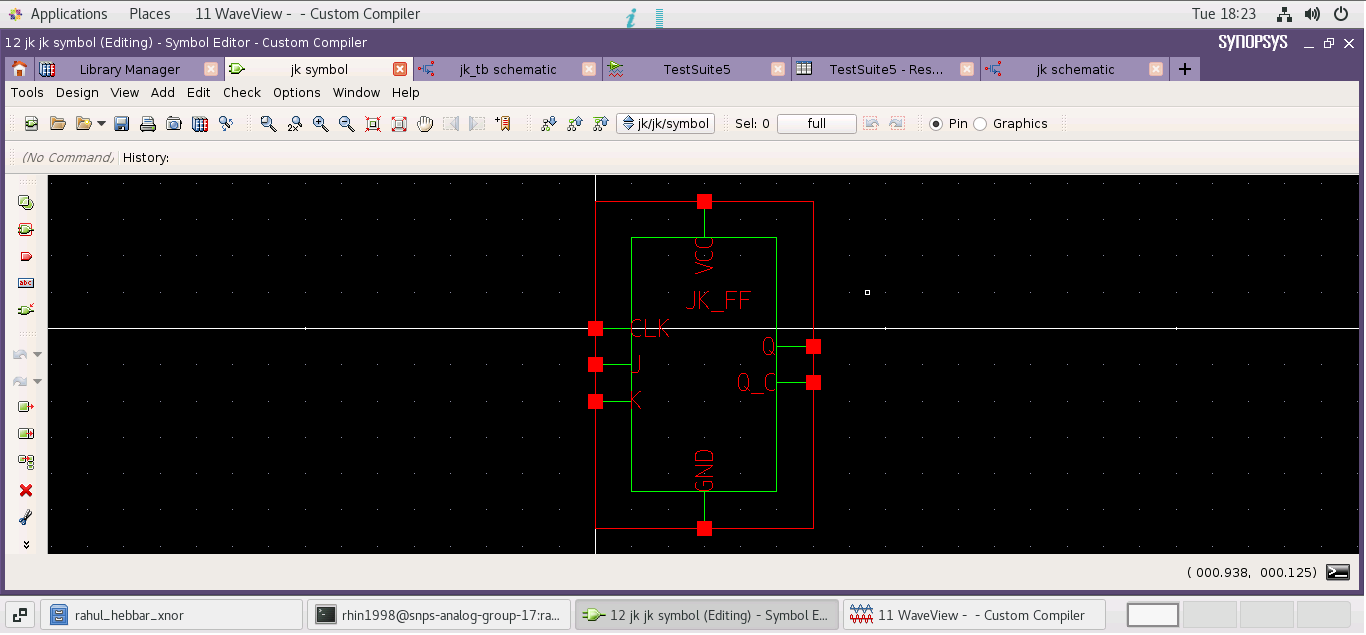 Applications Places 11 WaveView - - Custom Compiler Tue 18:23
12 jk jk symbol (Editing) - Symbol Editor - Custom Compiler SYNOPSYS
Library Manager jk symbol jk_tb schematic TestSuite5 TestSuite5 - Res... jk schematic
Tools Design View Add Edit Check Options Window Help
2x jk/jk/symbol Sel: 0 full Pin Graphics
(No Command) History:
abc
VCC
JK_FF
CLK
Q
J
Q_C
K
GND
( 000.938, 000.125)
rahul_hebbar_xnor rhin1998@snps-analog-group-17:ra... 12 jk jk symbol (Editing) - Symbol E... 11 WaveView - - Custom Compiler